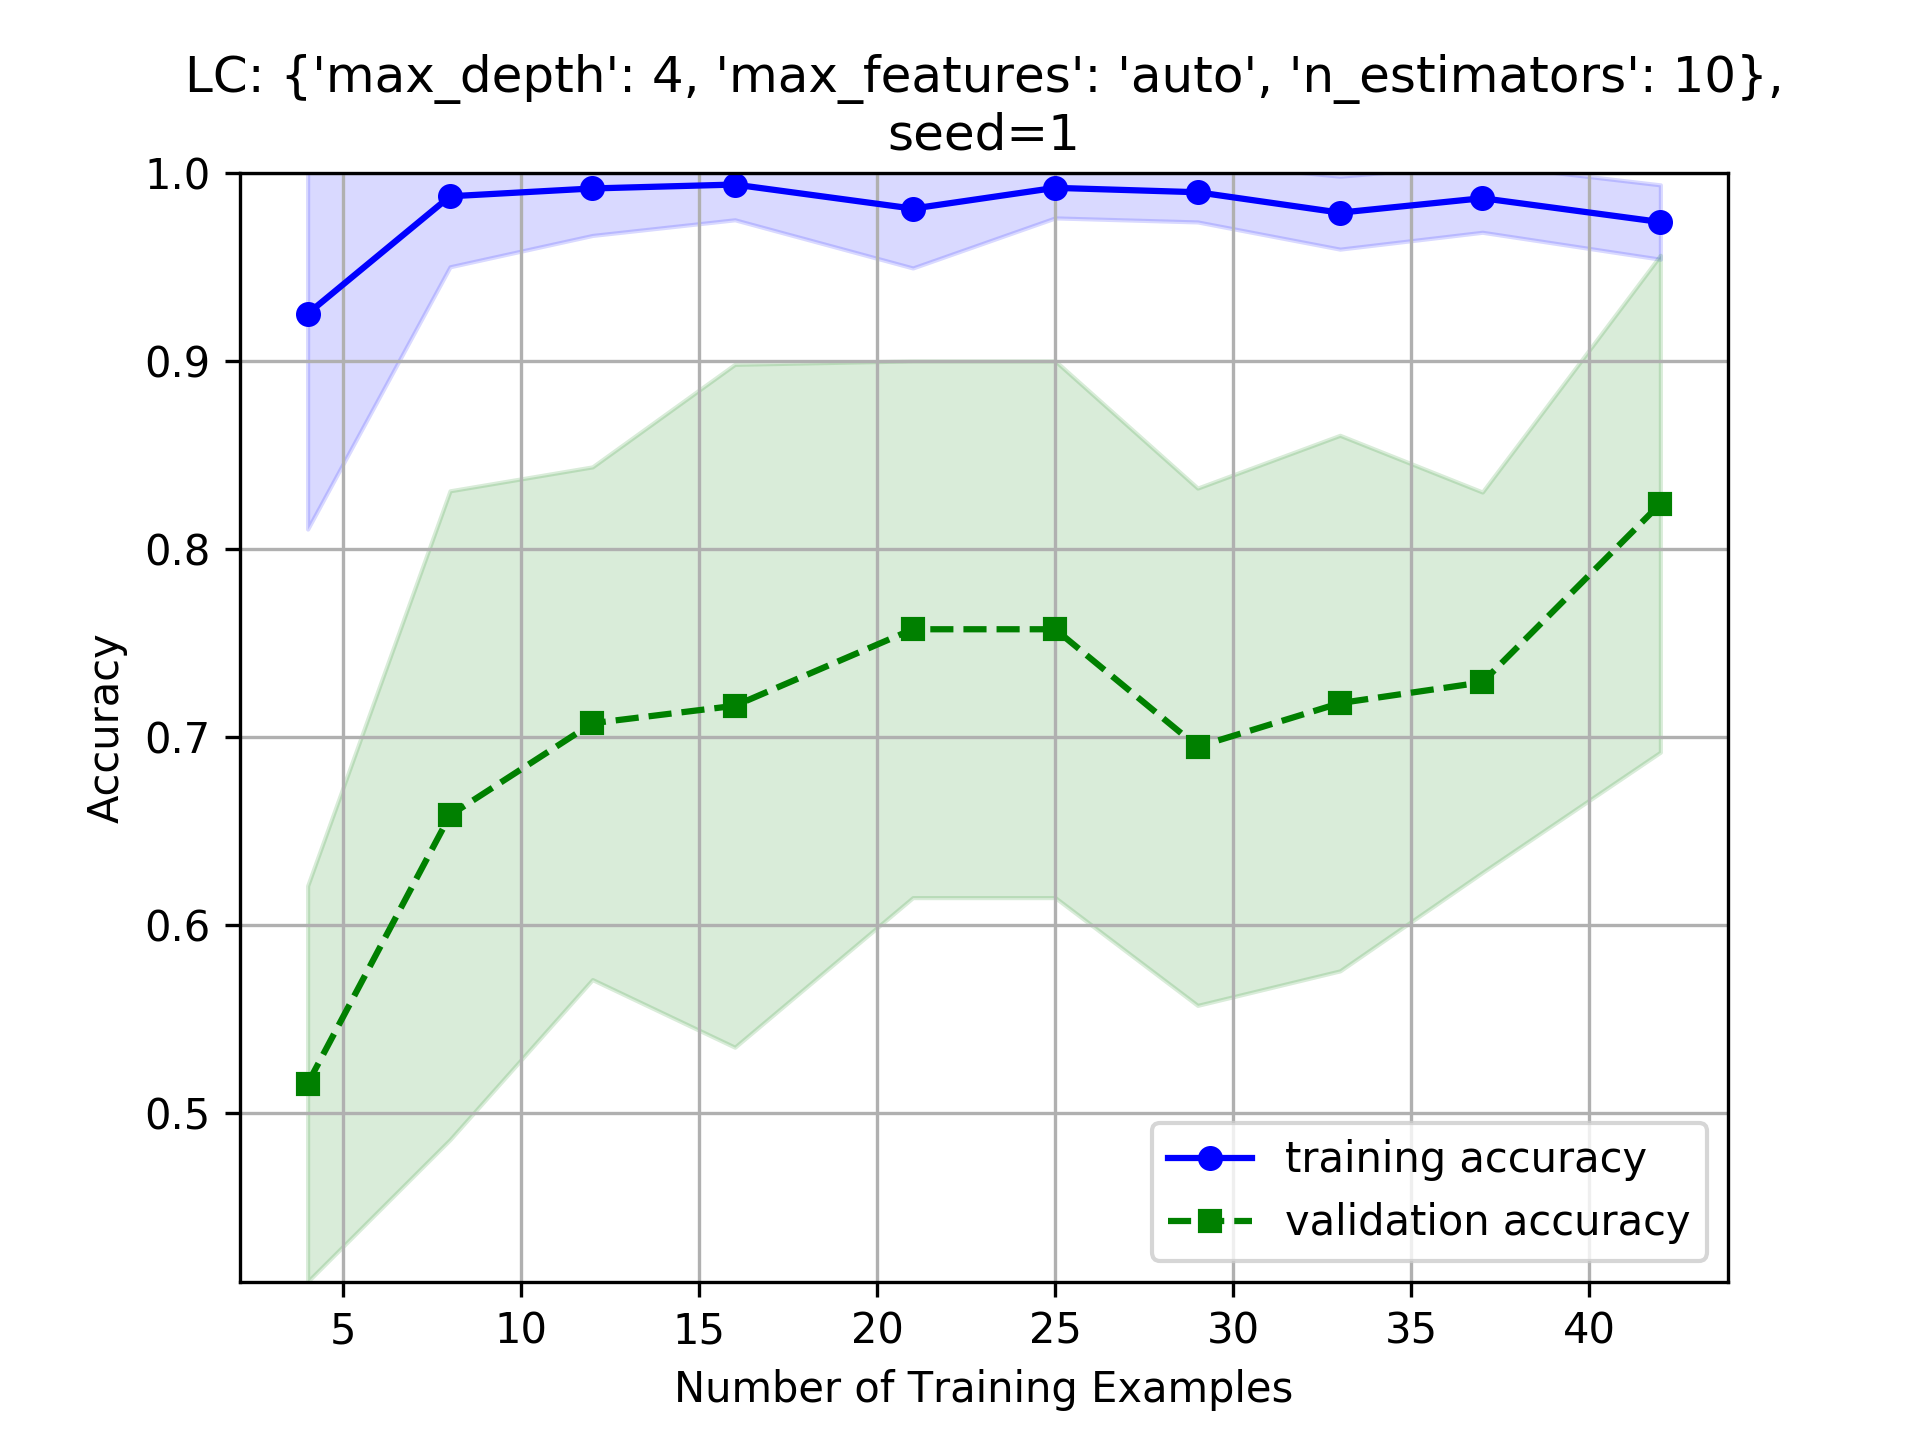 LC: {'max_depth': 4, 'max_features': 'auto', 'n_estimators': 10},
seed=1
1.0
0.9
0.8
0.7
0.6
0.5
Accuracy
training accuracy
validation accuracy
5 10 15 20 25 30 35 40
Number of Training Examples